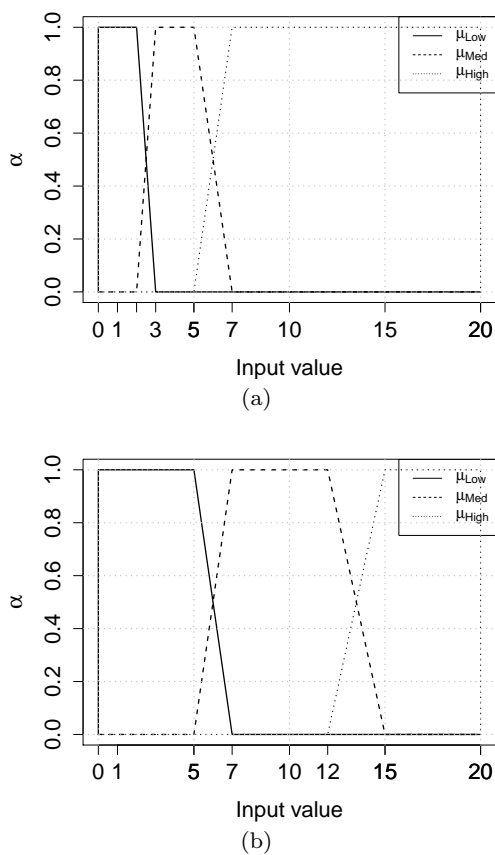 1.0
0.8
0.6
0.4
0.2
0.0
α
μLow
μMed
μHigh
0 1 3 5 7 10 15 20
Input value
(a)
1.0
0.8
0.6
0.4
0.2
0.0
α
μLow
μMed
μHigh
0 1 5 7 10 12 15 20
Input value
(b)